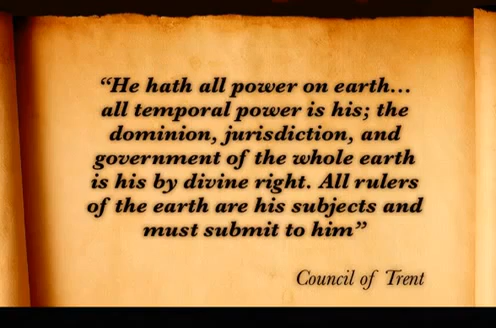 “He hath all power on earth…
all temporal power is his; the
dominion, jurisdiction, and
government of the whole earth
is his by divine right. All rulers
of the earth are his subjects and
must submit to him”
Council of Trent